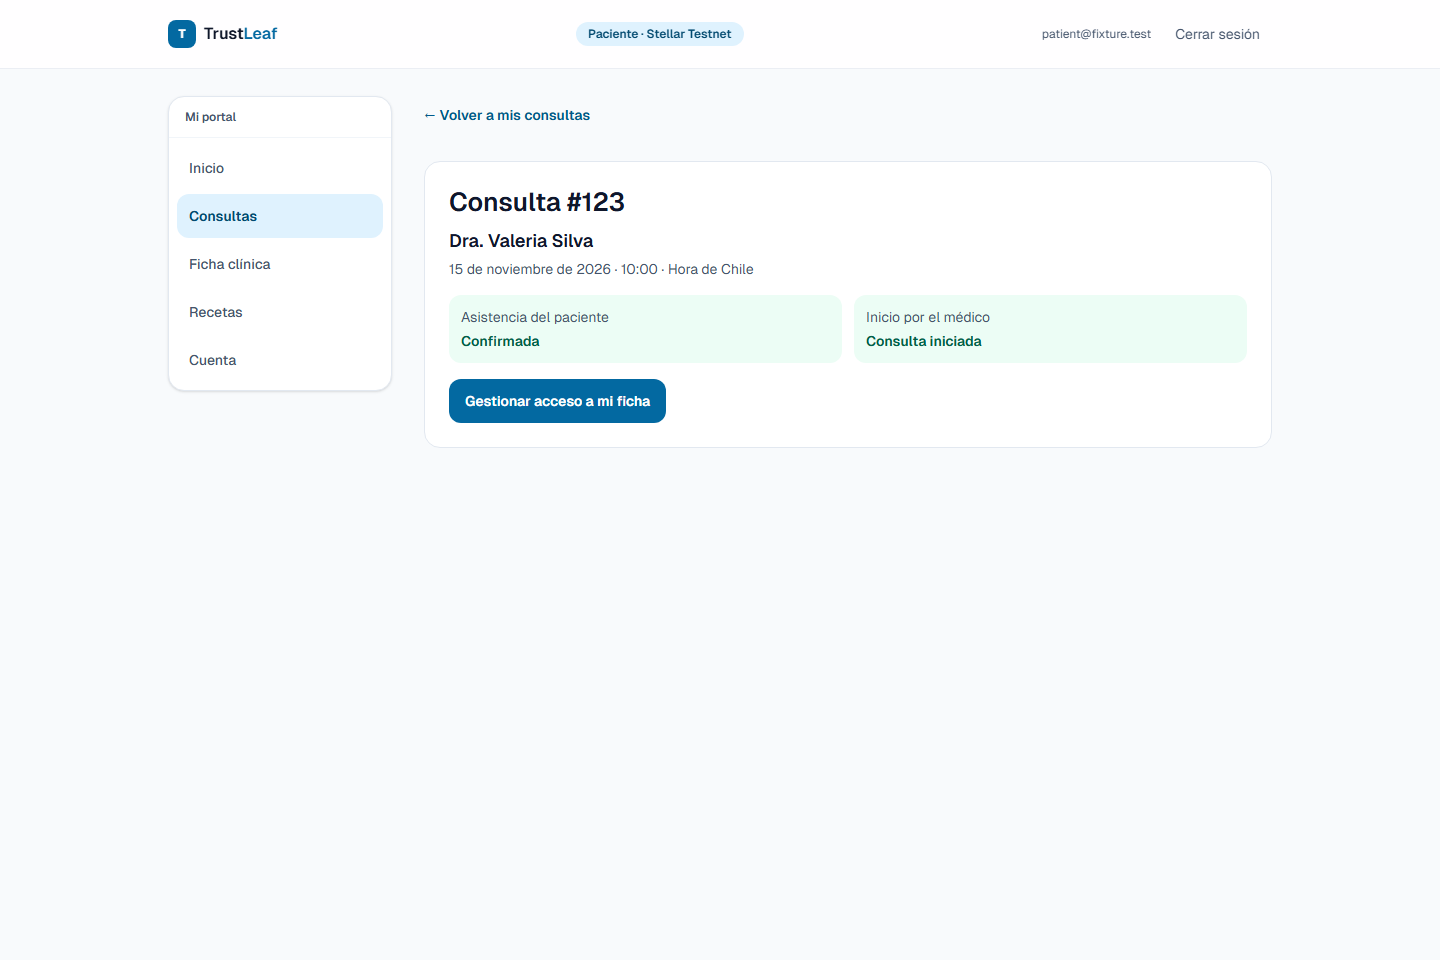 T TrustLeaf
Paciente · Stellar Testnet
patient@fixture.test
Cerrar sesión
Mi portal
Inicio
Consultas
Ficha clínica
Recetas
Cuenta
← Volver a mis consultas
Consulta #123
Dra. Valeria Silva
15 de noviembre de 2026 · 10:00 · Hora de Chile
Asistencia del paciente
Confirmada
Inicio por el médico
Consulta iniciada
Gestionar acceso a mi ficha